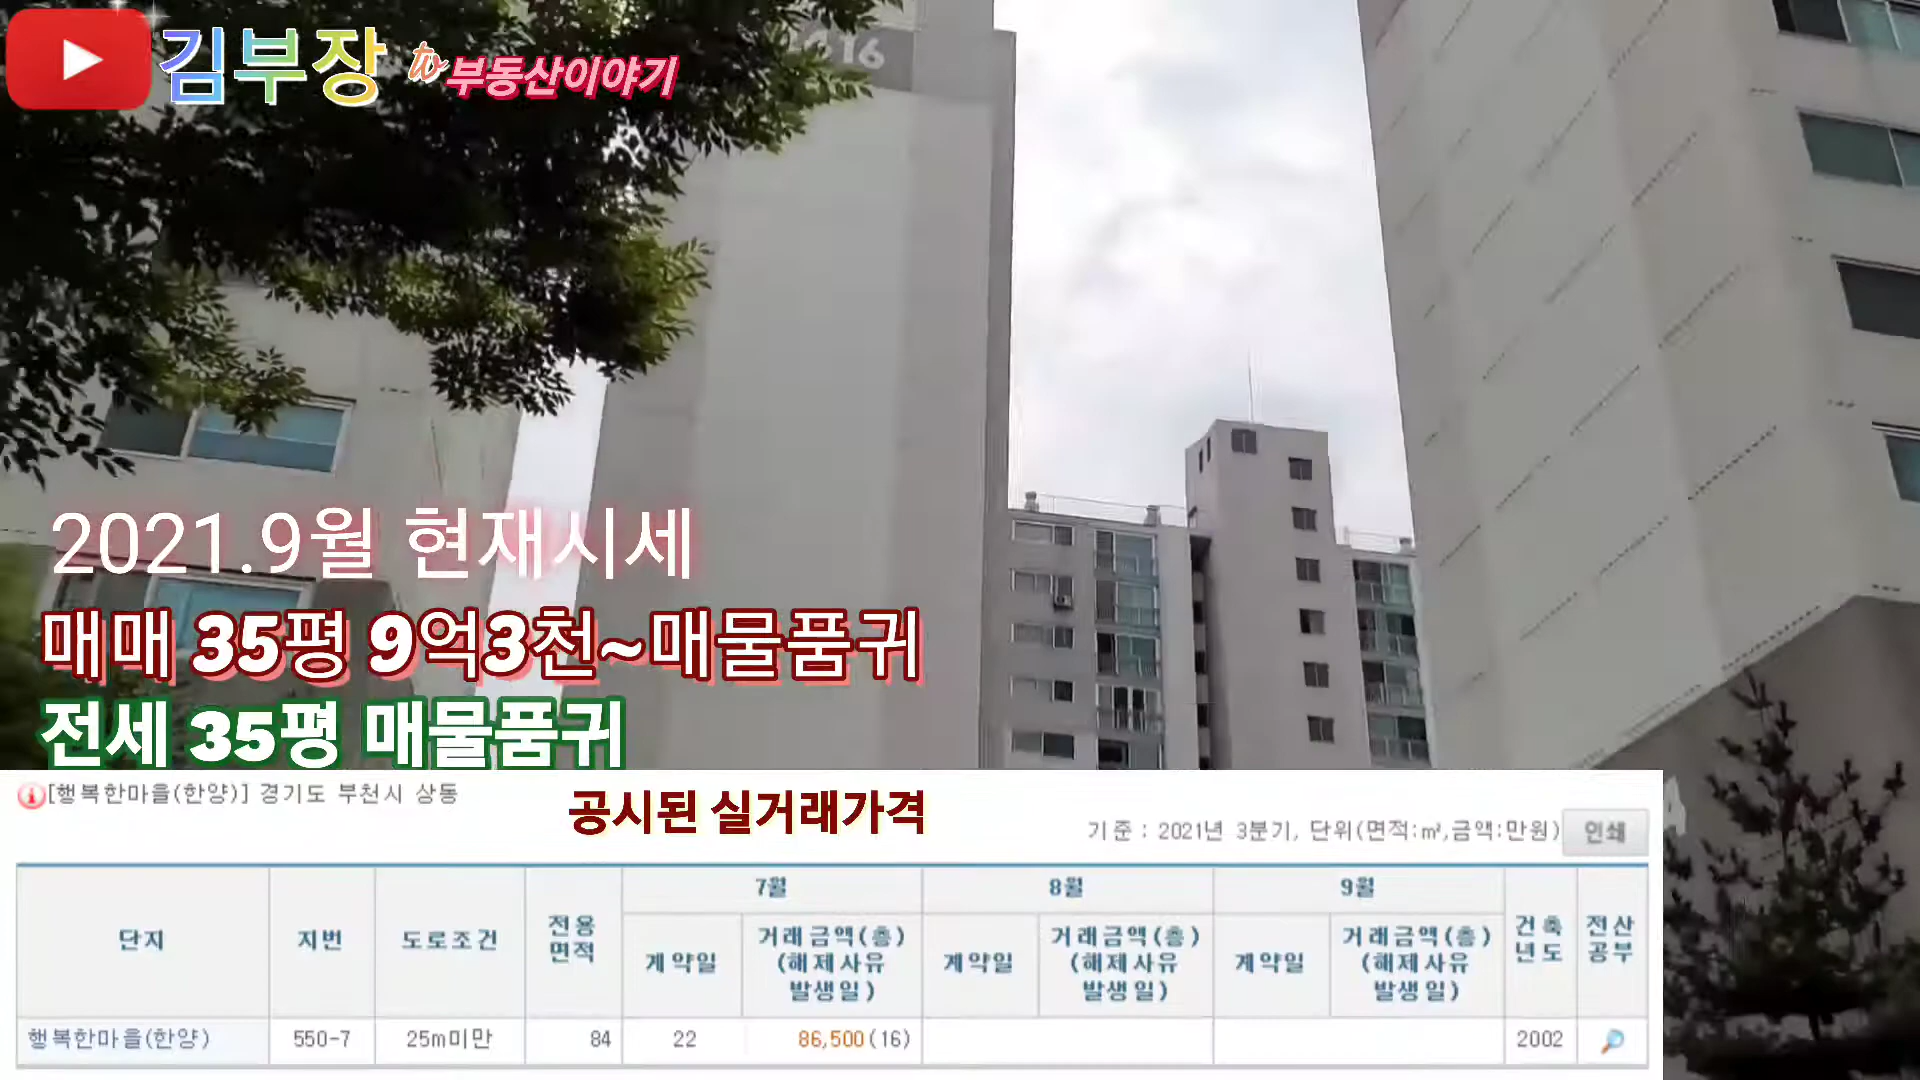 김부장 tv 부동산이야기
16
2021.9월 현재시세
매매 35평 9억3천~매물품귀
전세 35평 매물품귀
[행복한마을(한양)] 경기도 부천시 상동
공시된 실거래가격
기준 : 2021년 3분기, 단위(면적:㎡,금액:만원) 인쇄
단지 지번 도로조건 전용면적 7월 8월 9월 건축년도 전산공부
계약일 거래금액(층)(해제사유발생일) 계약일 거래금액(층)(해제사유발생일) 계약일 거래금액(층)(해제사유발생일)
행복한마을(한양) 550-7 25m미만 84 22 86,500(16) 2002